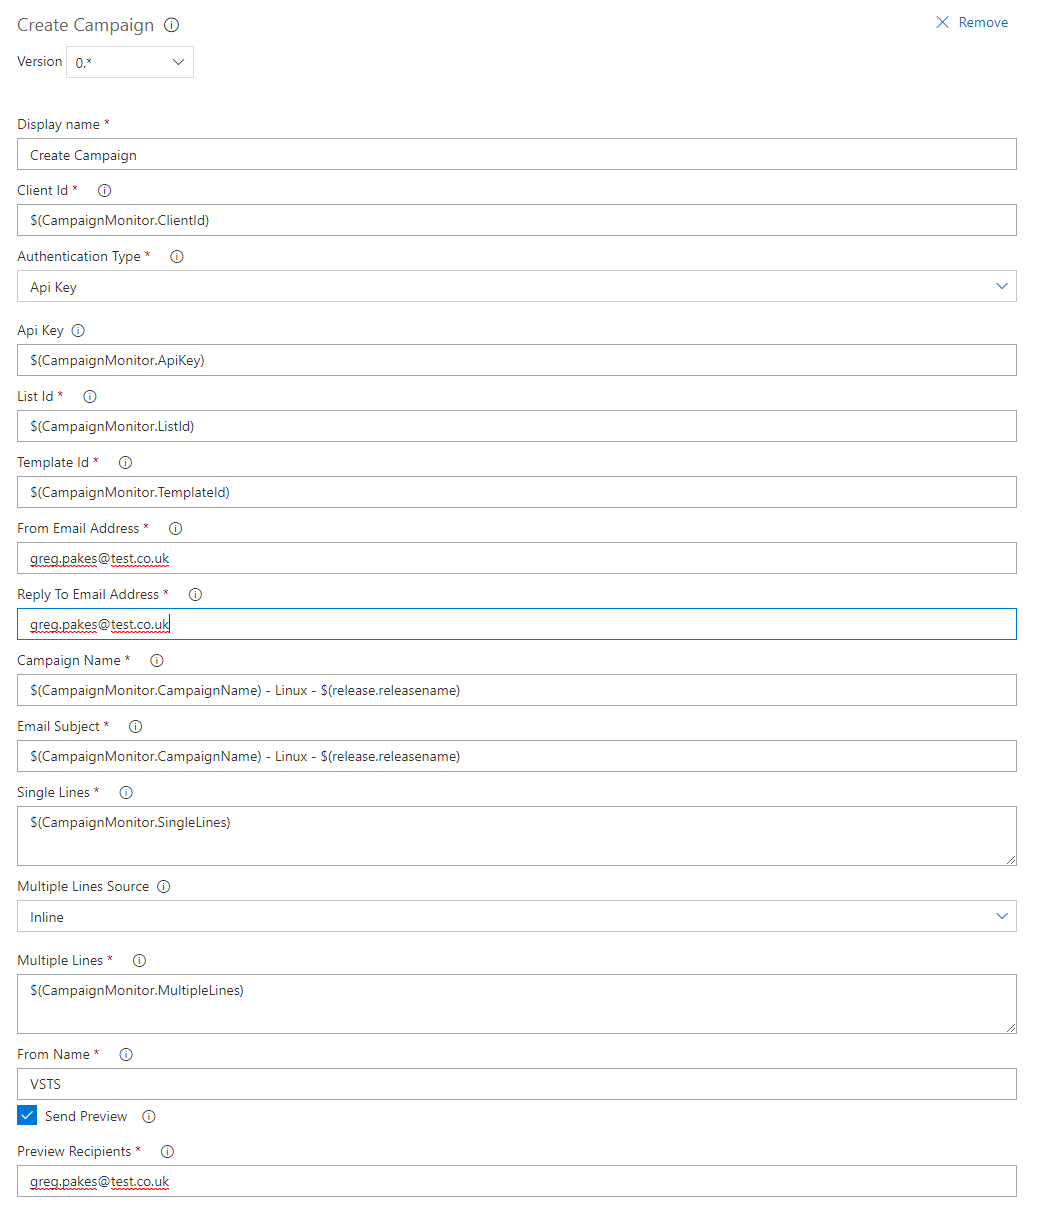 Create Campaign
Remove
Version 0.*
Display name *
Create Campaign
Client Id *
$(CampaignMonitor.ClientId)
Authentication Type *
Api Key
Api Key
$(CampaignMonitor.ApiKey)
List Id *
$(CampaignMonitor.ListId)
Template Id *
$(CampaignMonitor.TemplateId)
From Email Address *
greg.pakes@test.co.uk
Reply To Email Address *
greg.pakes@test.co.uk
Campaign Name *
$(CampaignMonitor.CampaignName) - Linux - $(release.releasename)
Email Subject *
$(CampaignMonitor.CampaignName) - Linux - $(release.releasename)
Single Lines *
$(CampaignMonitor.SingleLines)
Multiple Lines Source
Inline
Multiple Lines *
$(CampaignMonitor.MultipleLines)
From Name *
VSTS
Send Preview
Preview Recipients *
greg.pakes@test.co.uk